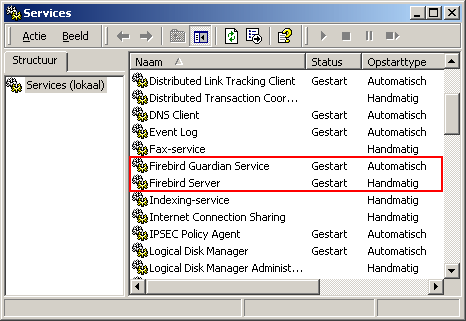 Services
Actie Beeld
Structuur
Services (lokaal)
Naam Status Opstarttype
Distributed Link Tracking Client Gestart Automatisch
Distributed Transaction Coor... Handmatig
DNS Client Gestart Automatisch
Event Log Gestart Automatisch
Fax-service Handmatig
Firebird Guardian Service Gestart Automatisch
Firebird Server Gestart Handmatig
Indexing-service Handmatig
Internet Connection Sharing Handmatig
IPSEC Policy Agent Gestart Automatisch
Logical Disk Manager Gestart Automatisch
Logical Disk Manager Administ... Handmatig